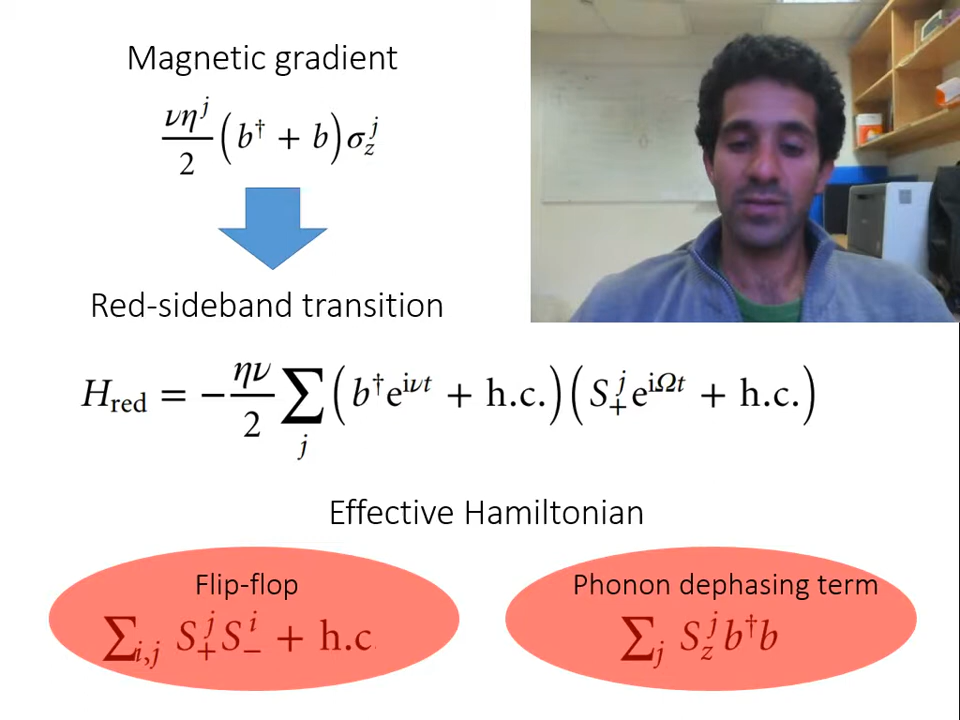 Magnetic gradient
νη^j/2 (b† + b)σ_z^j
Red-sideband transition
H_red = −ην/2 ∑_j (b†e^{iνt} + h.c.)(S_+^j e^{iΩt} + h.c.)
Effective Hamiltonian
Flip-flop
∑_{i,j} S_+^j S_−^i + h.c.
Phonon dephasing term
∑_j S_z^j b†b